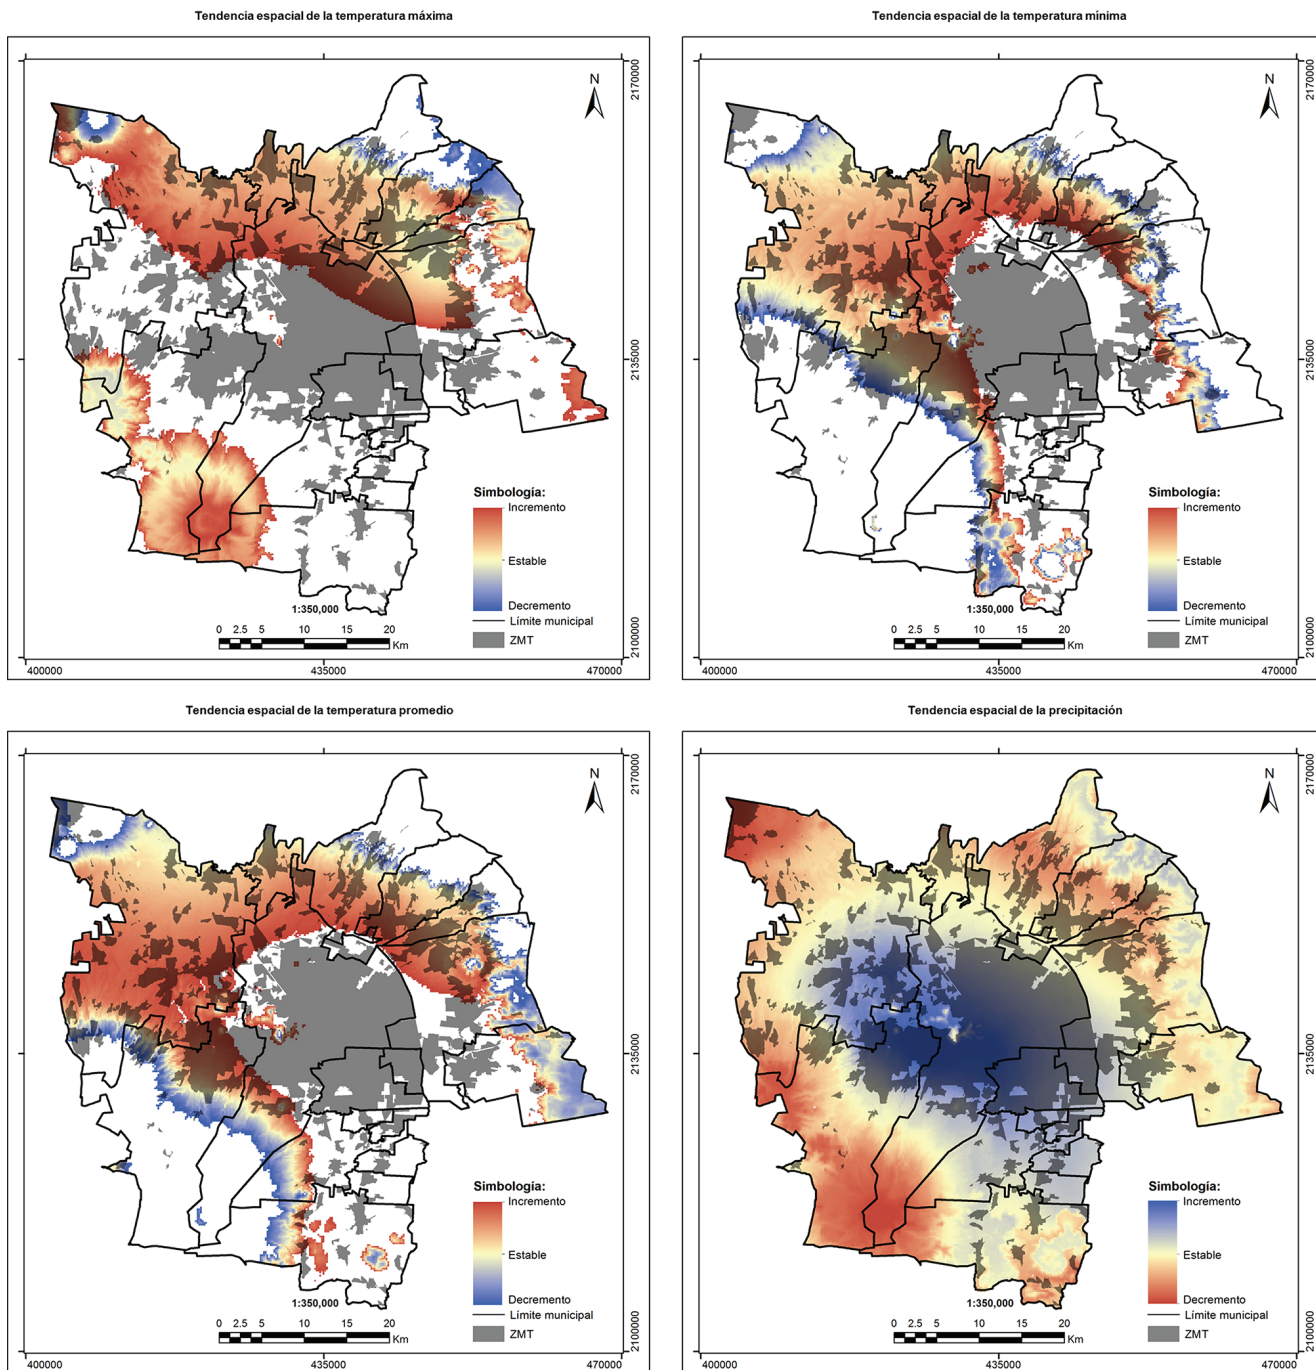 Tendencia espacial de la temperatura máxima
N
2170000
2135000
2100000
Simbología:
Incremento
Estable
Decremento
Límite municipal
ZMT
1:350,000
0 2.5 5 10 15 20
Km
400000 435000 470000
Tendencia espacial de la temperatura mínima
N
2170000
2135000
2100000
Simbología:
Incremento
Estable
Decremento
Límite municipal
ZMT
1:350,000
0 2.5 5 10 15 20
Km
400000 435000 470000
Tendencia espacial de la temperatura promedio
N
2170000
2135000
2100000
Simbología:
Incremento
Estable
Decremento
Límite municipal
ZMT
1:350,000
0 2.5 5 10 15 20
Km
400000 435000 470000
Tendencia espacial de la precipitación
N
2170000
2135000
2100000
Simbología:
Incremento
Estable
Decremento
Límite municipal
ZMT
1:350,000
0 2.5 5 10 15 20
Km
400000 435000 470000